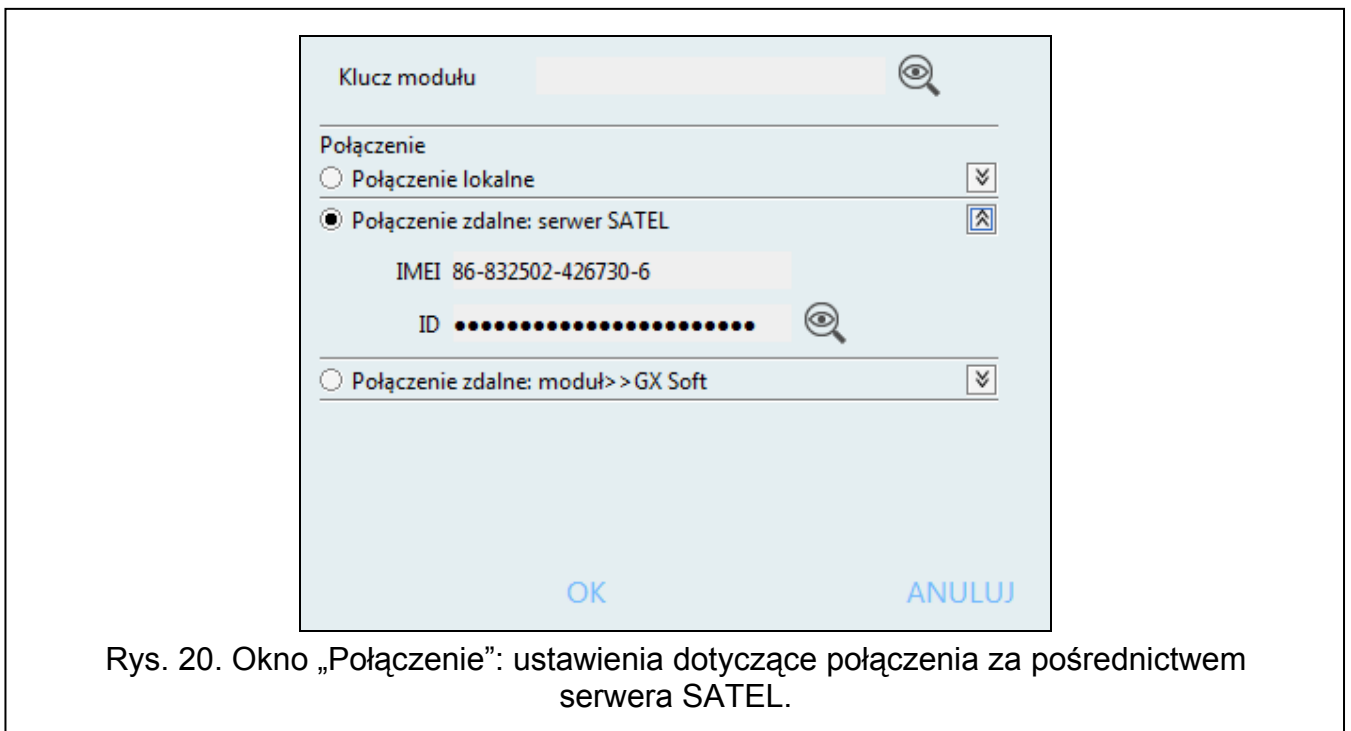 Klucz modułu
Połączenie
Połączenie lokalne
Połączenie zdalne: serwer SATEL
IMEI 86-832502-426730-6
ID •••••••••••••••••••••••
Połączenie zdalne: moduł>>GX Soft
OK ANULUJ
Rys. 20. Okno „Połączenie”: ustawienia dotyczące połączenia za pośrednictwem
serwera SATEL.